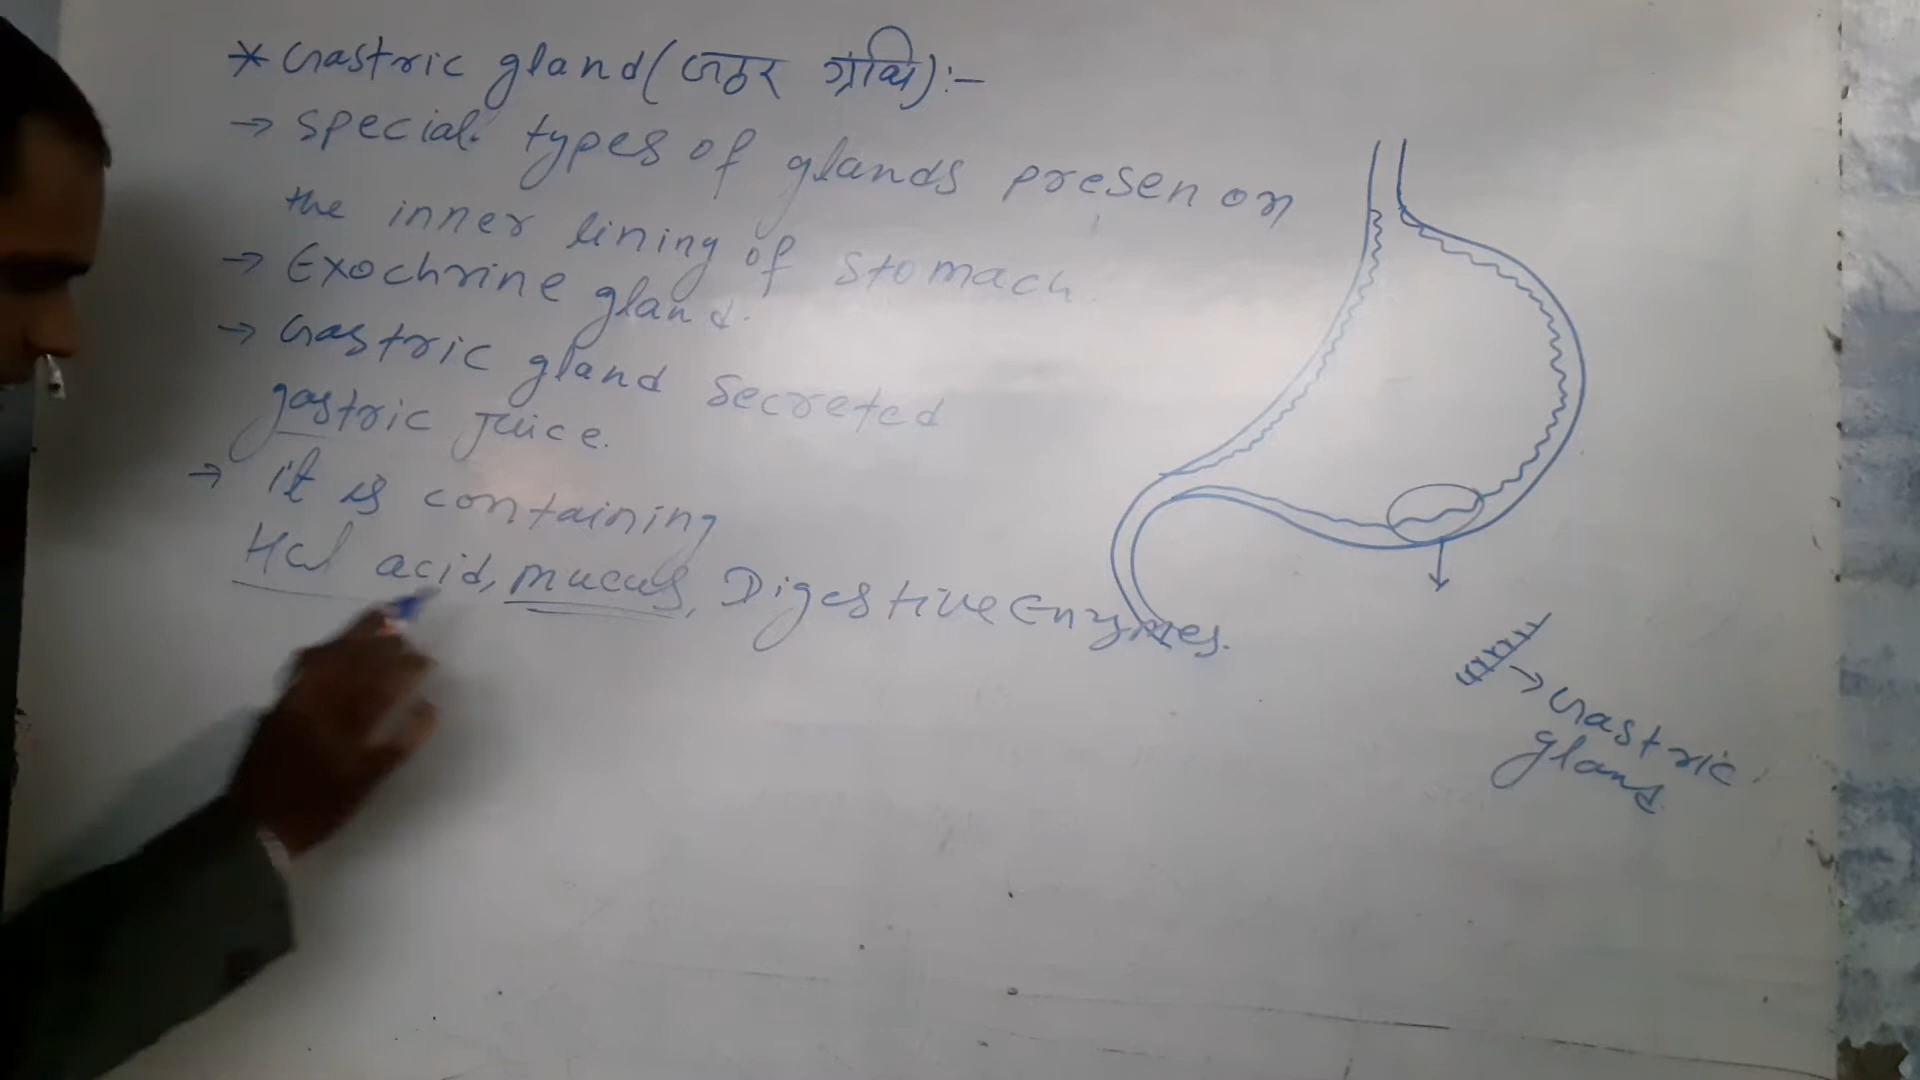 * Gastric gland (जठर ग्रंथि):-
→ special types of glands presen on
the inner lining of stomach.
→ Exochrine gland.
→ Gastric gland secreted
gastric juice.
→ it is containing
Hcl acid, mucus, Digestive Enzymes.
→ Gastric
gland